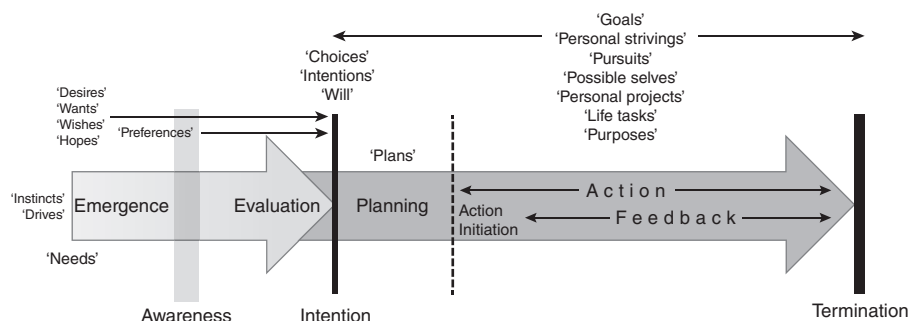 ‘Goals’
‘Personal strivings’
‘Pursuits’
‘Possible selves’
‘Personal projects’
‘Life tasks’
‘Purposes’
‘Choices’
‘Intentions’
‘Will’
‘Desires’
‘Wants’
‘Wishes’
‘Hopes’
‘Preferences’
‘Plans’
‘Instincts’
‘Drives’
Emergence
Evaluation
Planning
Action
Action
Initiation
Feedback
‘Needs’
Awareness
Intention
Termination